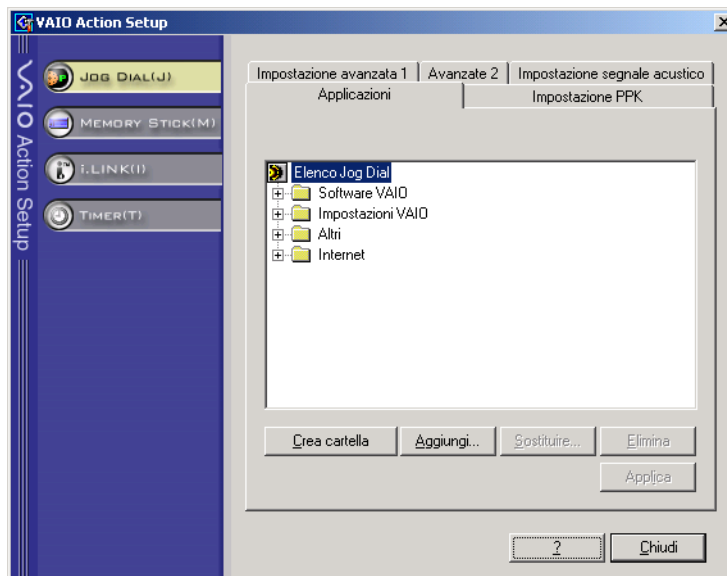 VAIO Action Setup
VAIO Action Setup
JOG DIAL(J)
MEMORY STICK(M)
i.LINK(I)
TIMER(T)
Impostazione avanzata 1
Avanzate 2
Impostazione segnale acustico
Applicazioni
Impostazione PPK
Elenco Jog Dial
Software VAIO
Impostazioni VAIO
Altri
Internet
Crea cartella
Aggiungi...
Sostituire...
Elimina
Applica
?
Chiudi